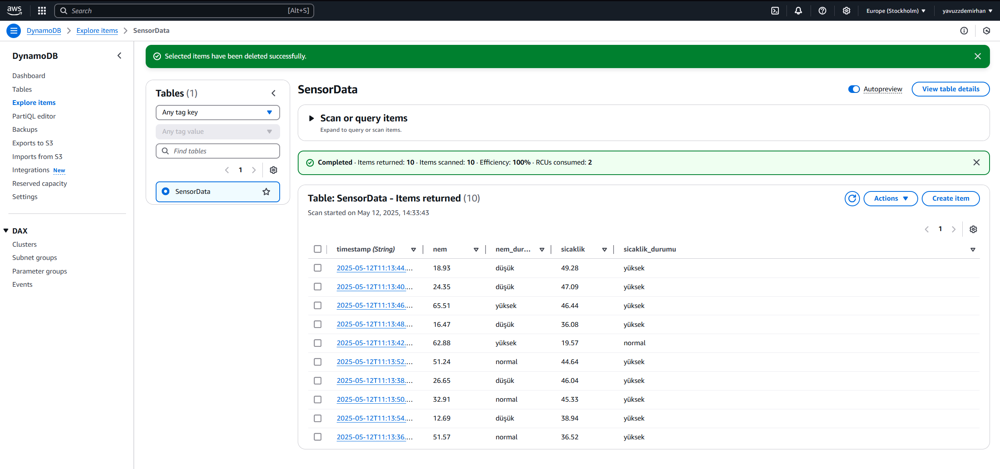 aws
Search [Alt+S]
Europe (Stockholm)
yavuzzdemirhan
DynamoDB
Explore items
SensorData
DynamoDB
Dashboard
Tables
Explore items
PartiQL editor
Backups
Exports to S3
Imports from S3
Integrations New
Reserved capacity
Settings
DAX
Clusters
Subnet groups
Parameter groups
Events
Selected items have been deleted successfully.
Tables (1)
Any tag key
Any tag value
Find tables
1
SensorData
SensorData
Autopreview
View table details
Scan or query items
Expand to query or scan items.
Completed · Items returned: 10 · Items scanned: 10 · Efficiency: 100% · RCUs consumed: 2
Table: SensorData - Items returned (10)
Scan started on May 12, 2025, 14:33:43
Actions
Create item
1
timestamp (String) nem nem_dur... sicaklik sicaklik_durumu
2025-05-12T11:13:44.... 18.93 düşük 49.28 yüksek
2025-05-12T11:13:40.... 24.35 düşük 47.09 yüksek
2025-05-12T11:13:46.... 65.51 yüksek 46.44 yüksek
2025-05-12T11:13:48.... 16.47 düşük 36.08 yüksek
2025-05-12T11:13:42.... 62.88 yüksek 19.57 normal
2025-05-12T11:13:52.... 51.24 normal 44.64 yüksek
2025-05-12T11:13:38.... 26.65 düşük 46.04 yüksek
2025-05-12T11:13:50.... 32.91 normal 45.33 yüksek
2025-05-12T11:13:54.... 12.69 düşük 38.94 yüksek
2025-05-12T11:13:36.... 51.57 normal 36.52 yüksek